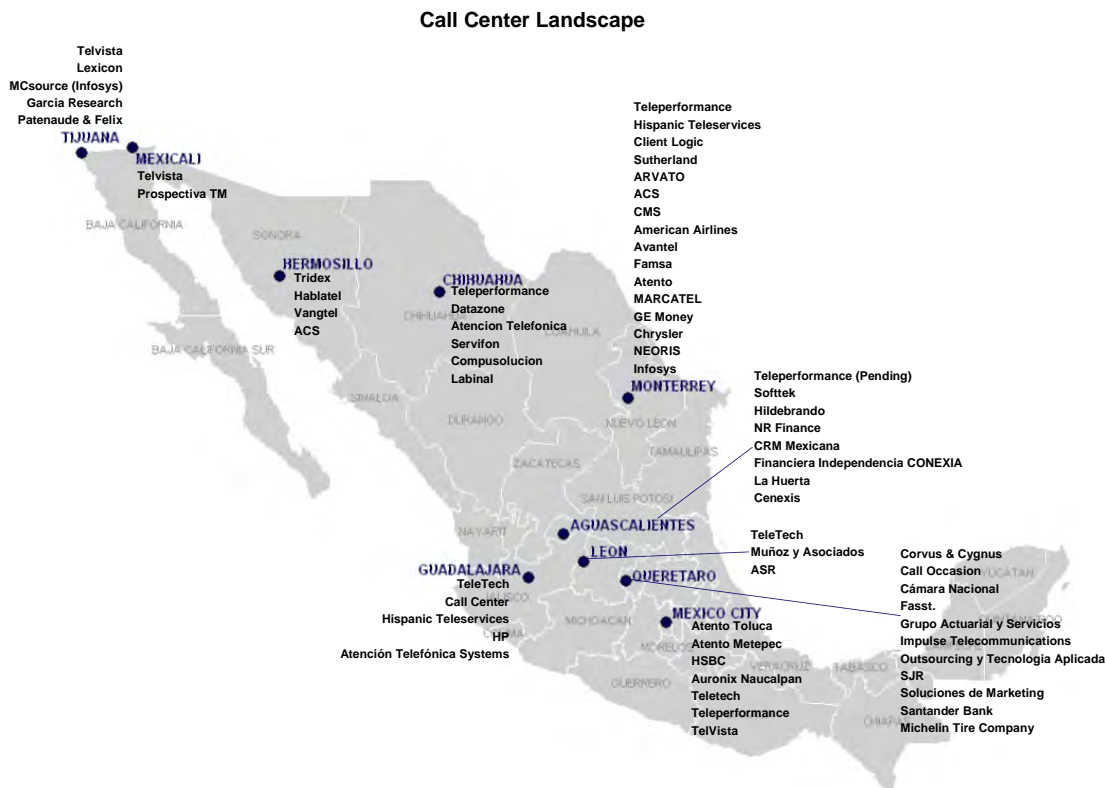 Call Center Landscape
Telvista
Lexicon
MCsource (Infosys)
Garcia Research
Patenaude & Felix
TIJUANA
MEXICALI
Telvista
Prospectiva TM
BAJA CALIFORNIA
SONORA
HERMOSILLO
Tridex
Hablatel
Vangtel
ACS
CHIHUAHUA
Teleperformance
Datazone
CHIHUAHUA
Atencion Telefonica
Servifon
Compusolucion
Labinal
COAHUILA
BAJA CALIFORNIA SUR
SINALOA
DURANGO
Teleperformance
Hispanic Teleservices
Client Logic
Sutherland
ARVATO
ACS
CMS
American Airlines
Avantel
Famsa
Atento
MARCATEL
GE Money
Chrysler
NEORIS
Infosys
MONTERREY
NUEVO LEON
TAMAULIPAS
ZACATECAS
SAN LUIS POTOSI
Teleperformance (Pending)
Softtek
Hildebrando
NR Finance
CRM Mexicana
Financiera Independencia CONEXIA
La Huerta
Cenexis
AGUASCALIENTES
NAYARIT
LEON
TeleTech
Muñoz y Asociados
ASR
GUADALAJARA
TeleTech
JALISCO
Call Center
Hispanic Teleservices
COLIMA
HP
Atención Telefónica Systems
QUERETARO
Corvus & Cygnus
Call Occasion
YUCATAN
Cámara Nacional
Fasst.
Grupo Actuarial y Servicios
Impulse Telecommunications
Outsourcing y Tecnologia Aplicada
SJR
Soluciones de Marketing
Santander Bank
Michelin Tire Company
MICHOACAN
MEXICO CITY
Atento Toluca
Atento Metepec
MORELOS
HSBC
Auronix Naucalpan
Teletech
Teleperformance
TelVista
GUERRERO
VERACRUZ
TABASCO
CHIAPAS